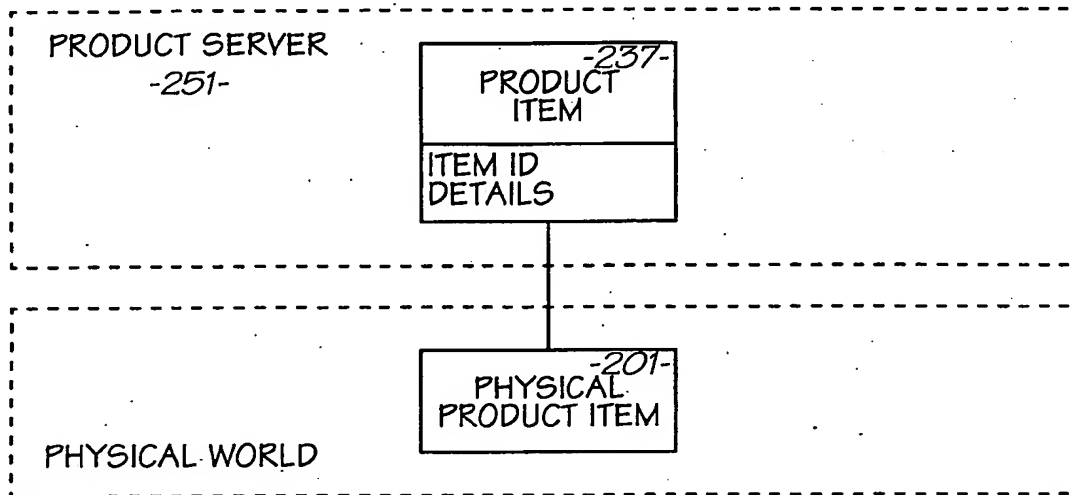 PRODUCT SERVER
-251-
-237-
PRODUCT
ITEM
ITEM ID
DETAILS
-201-
PHYSICAL
PRODUCT ITEM
PHYSICAL WORLD